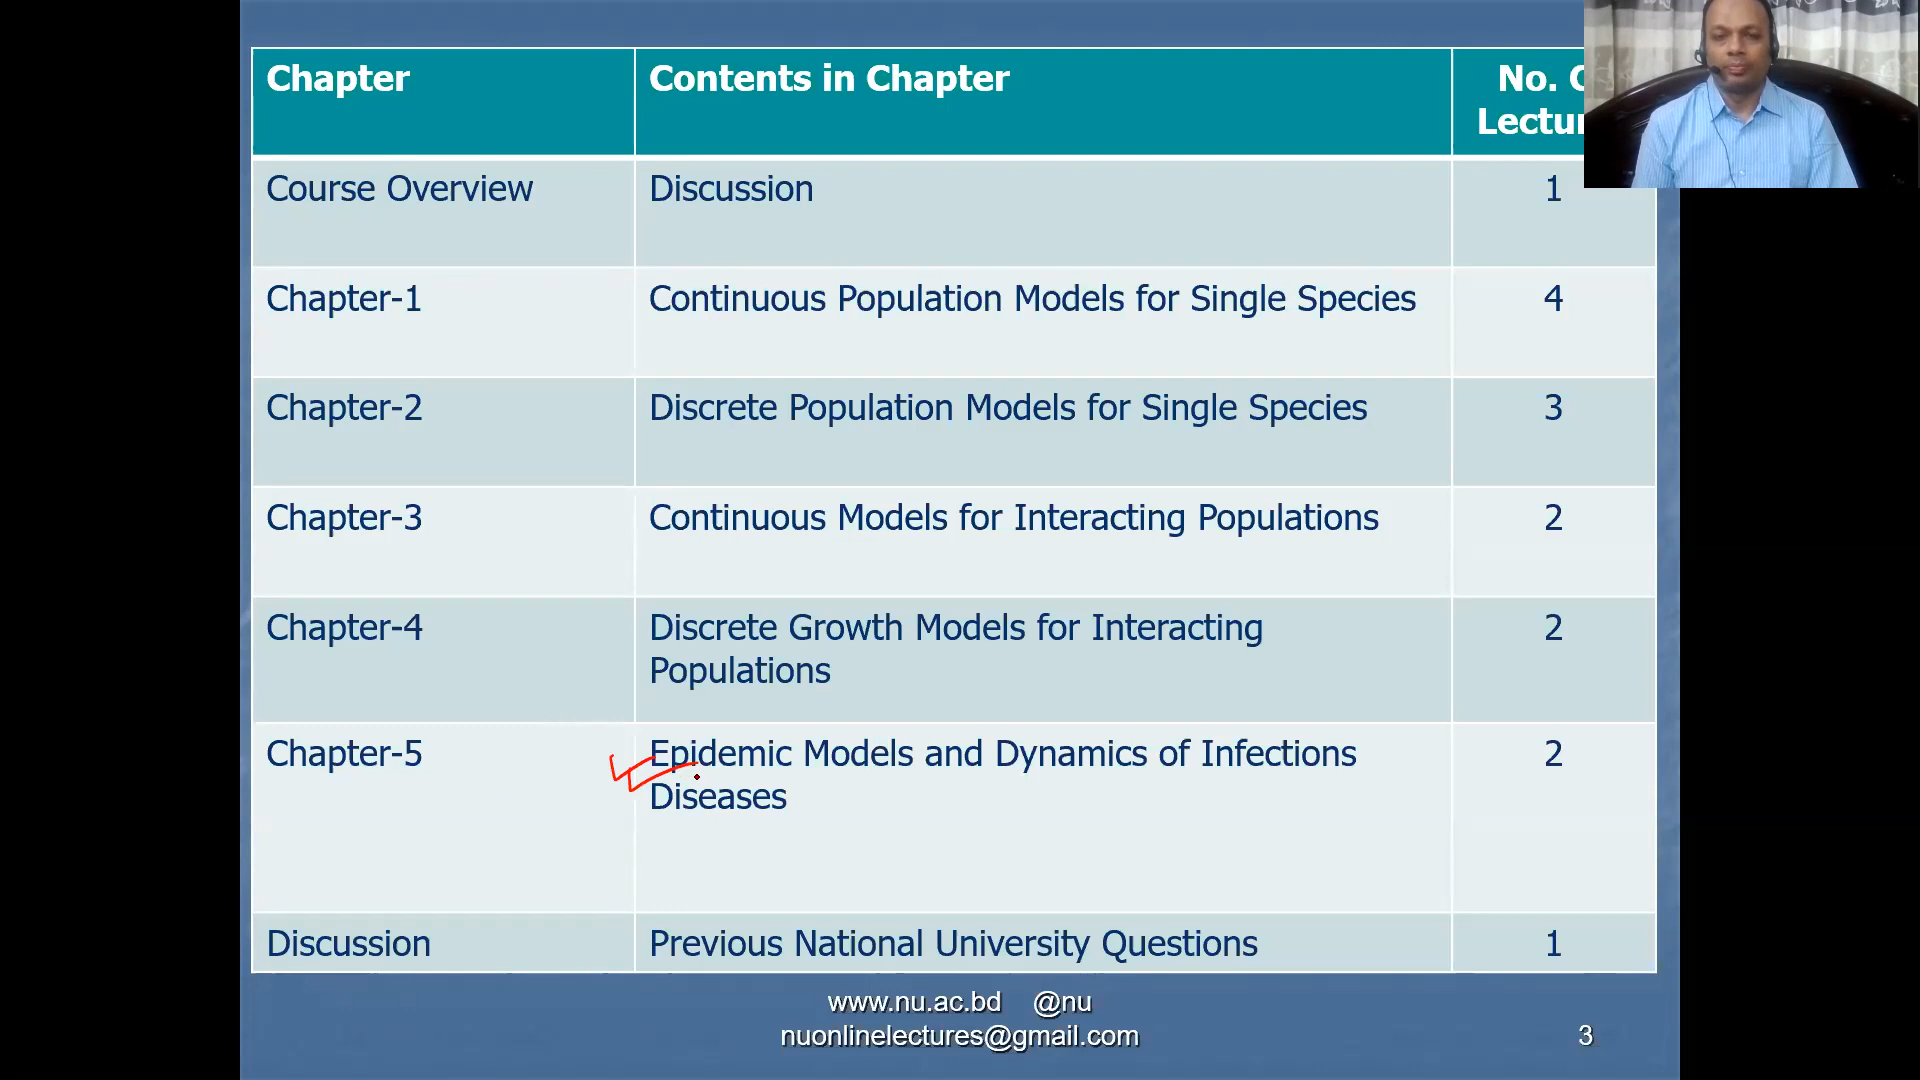 Chapter Contents in Chapter No.
Course Overview Discussion 1
Chapter-1 Continuous Population Models for Single Species 4
Chapter-2 Discrete Population Models for Single Species 3
Chapter-3 Continuous Models for Interacting Populations 2
Chapter-4 Discrete Growth Models for Interacting 2
Populations
Chapter-5 Epidemic Models and Dynamics of Infections 2
Diseases
Discussion Previous National University Questions 1
www.nu.ac.bd @nu
nuonlinelectures@gmail.com 3